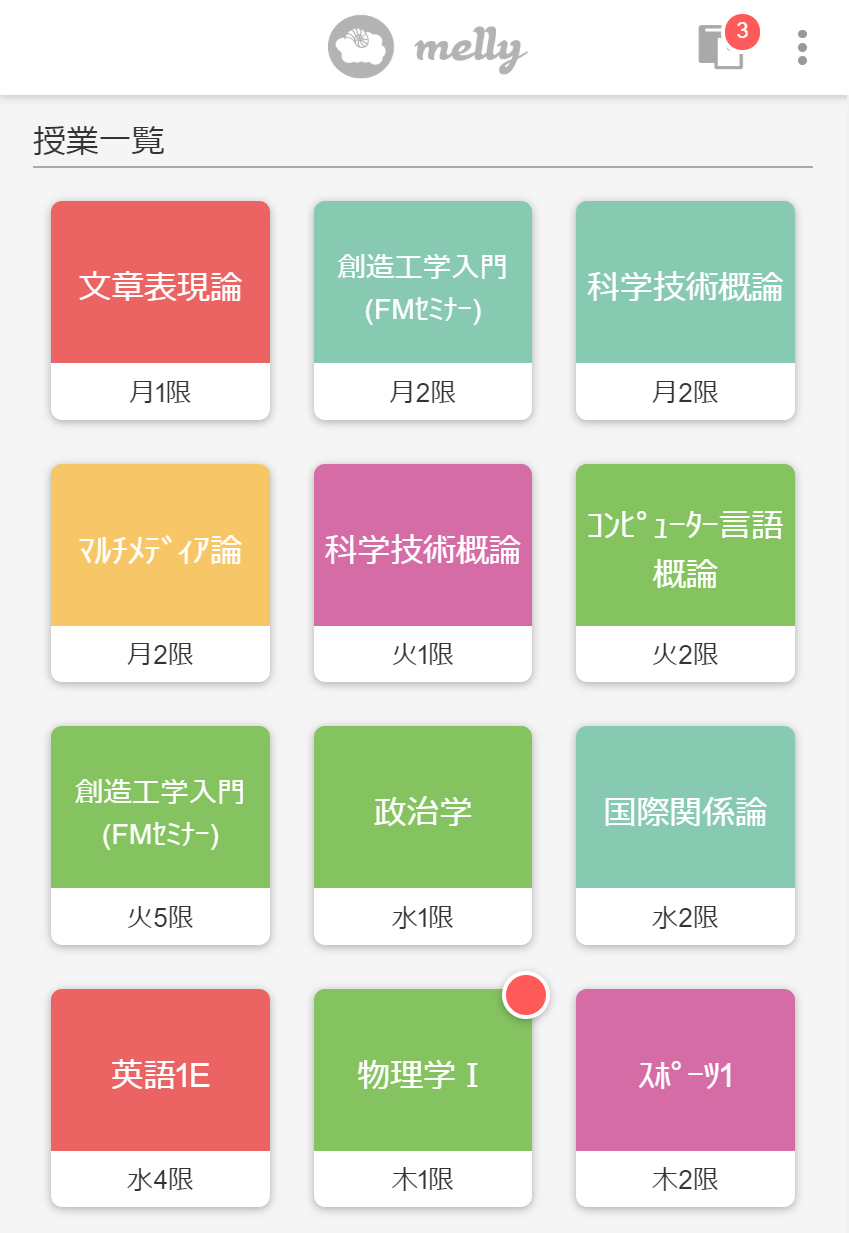 melly
3
授業一覧
文章表現論
月1限
創造工学入門
(FMｾﾐﾅｰ)
月2限
科学技術概論
月2限
ﾏﾙﾁﾒﾃﾞｨｱ論
月2限
科学技術概論
火1限
ｺﾝﾋﾟｭｰﾀｰ言語
概論
火2限
創造工学入門
(FMｾﾐﾅｰ)
火5限
政治学
水1限
国際関係論
水2限
英語1E
水4限
物理学Ⅰ
木1限
ｽﾎﾟｰﾂ1
木2限